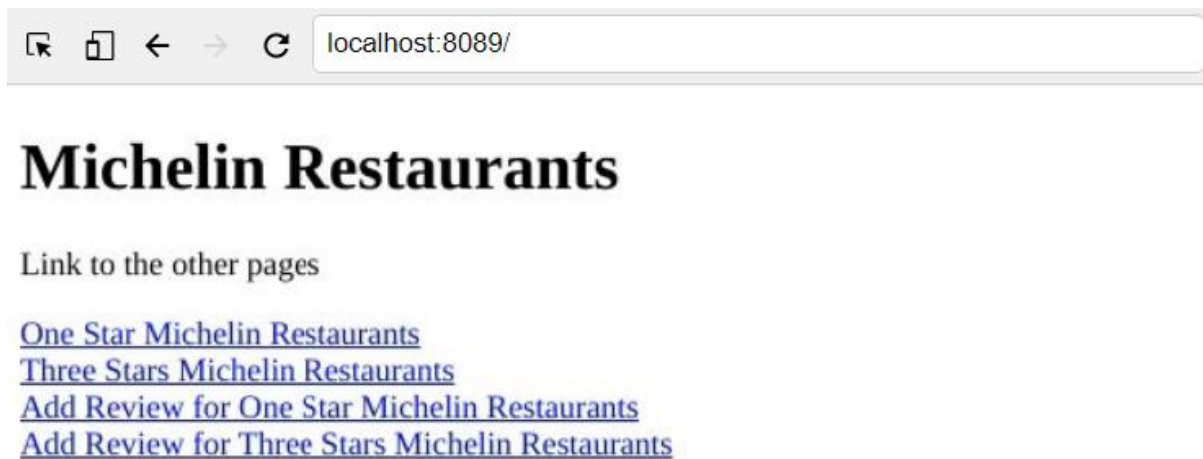 localhost:8089/
Michelin Restaurants
Link to the other pages
One Star Michelin Restaurants
Three Stars Michelin Restaurants
Add Review for One Star Michelin Restaurants
Add Review for Three Stars Michelin Restaurants